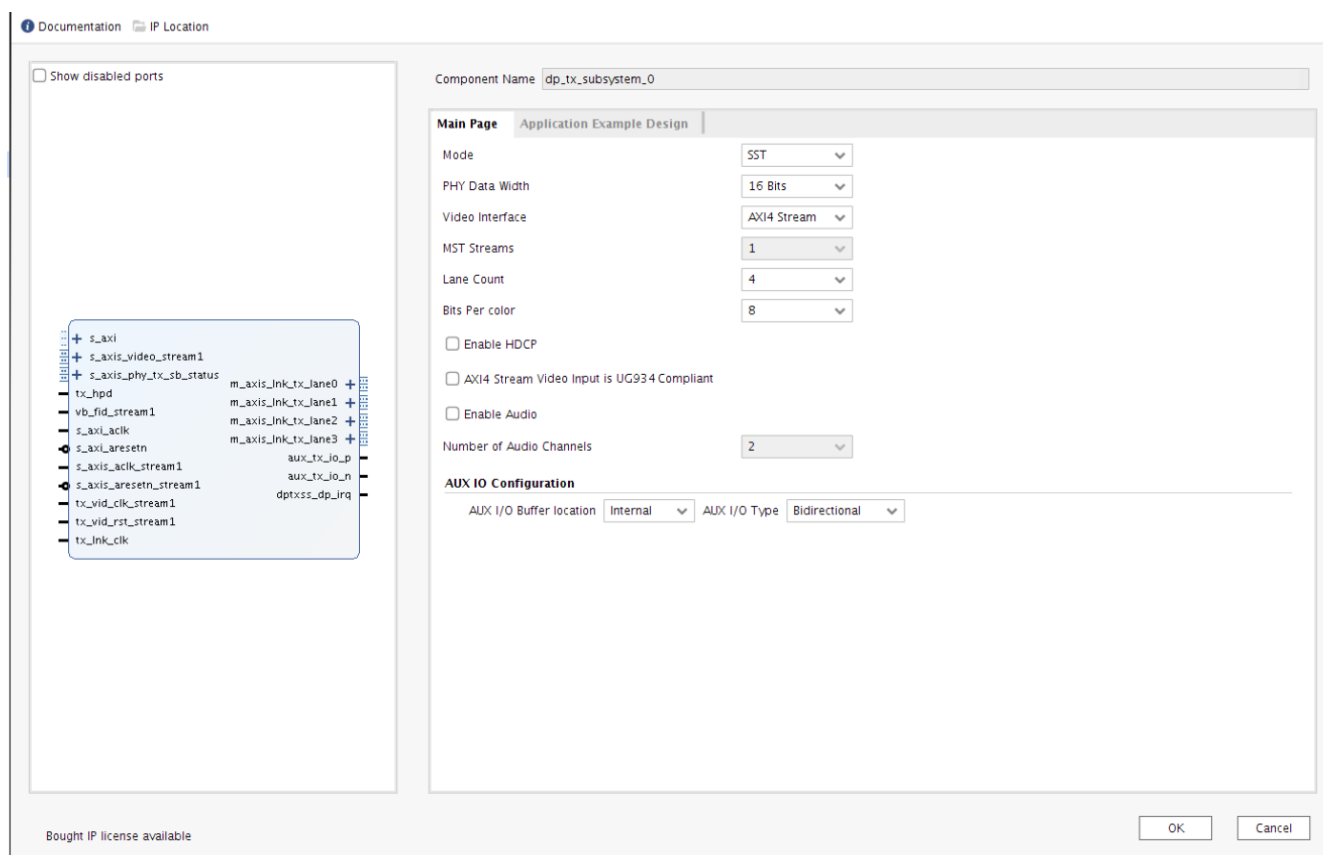 Documentation IP Location
Show disabled ports
s_axi
s_axis_video_stream1
s_axis_phy_tx_sb_status
tx_hpd
vb_fid_stream1
s_axi_aclk
s_axi_aresetn
s_axis_aclk_stream1
s_axis_aresetn_stream1
tx_vid_clk_stream1
tx_vid_rst_stream1
tx_lnk_clk
m_axis_lnk_tx_lane0
m_axis_lnk_tx_lane1
m_axis_lnk_tx_lane2
m_axis_lnk_tx_lane3
aux_tx_io_p
aux_tx_io_n
dptxss_dp_irq
Component Name dp_tx_subsystem_0
Main Page Application Example Design
Mode SST
PHY Data Width 16 Bits
Video Interface AXI4 Stream
MST Streams 1
Lane Count 4
Bits Per color 8
Enable HDCP
AXI4 Stream Video Input is UG934 Compliant
Enable Audio
Number of Audio Channels 2
AUX IO Configuration
AUX I/O Buffer location Internal AUX I/O Type Bidirectional
Bought IP license available
OK Cancel